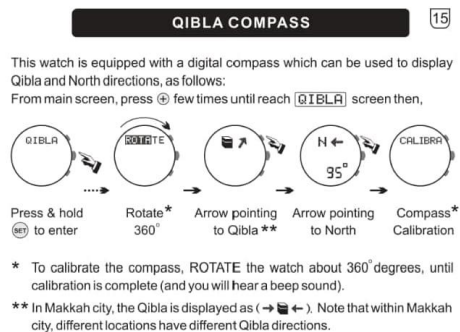 QIBLA COMPASS
15
This watch is equipped with a digital compass which can be used to display
Qibla and North directions, as follows:
From main screen, press ⊕ few times until reach QIBLA screen then,
QIBLA
ROTATE
N ←
95°
CALIBRA
Press & hold
SET to enter
Rotate*
360°
Arrow pointing
to Qibla **
Arrow pointing
to North
Compass*
Calibration
* To calibrate the compass, ROTATE the watch about 360° degrees, until
calibration is complete (and you will hear a beep sound).
** In Makkah city, the Qibla is displayed as (→ ←). Note that within Makkah
city, different locations have different Qibla directions.